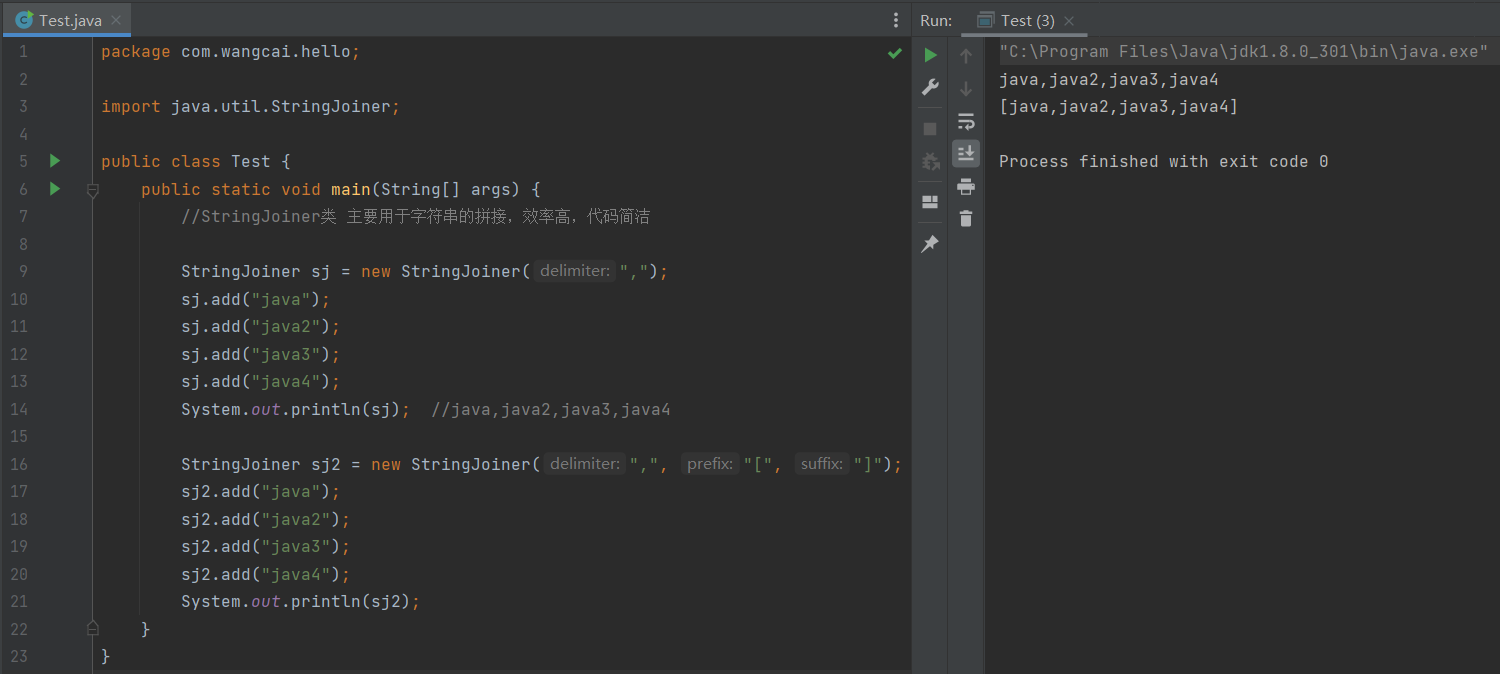 Test.java
Run:
Test (3)
1 package com.wangcai.hello;
2
3 import java.util.StringJoiner;
4
5 public class Test {
6 public static void main(String[] args) {
7 //StringJoiner类 主要用于字符串的拼接，效率高，代码简洁
8
9 StringJoiner sj = new StringJoiner( delimiter: ",");
10 sj.add("java");
11 sj.add("java2");
12 sj.add("java3");
13 sj.add("java4");
14 System.out.println(sj);  //java,java2,java3,java4
15
16 StringJoiner sj2 = new StringJoiner( delimiter: ",", prefix: "[", suffix: "]");
17 sj2.add("java");
18 sj2.add("java2");
19 sj2.add("java3");
20 sj2.add("java4");
21 System.out.println(sj2);
22 }
23 }
"C:\Program Files\Java\jdk1.8.0_301\bin\java.exe"
java,java2,java3,java4
[java,java2,java3,java4]
Process finished with exit code 0